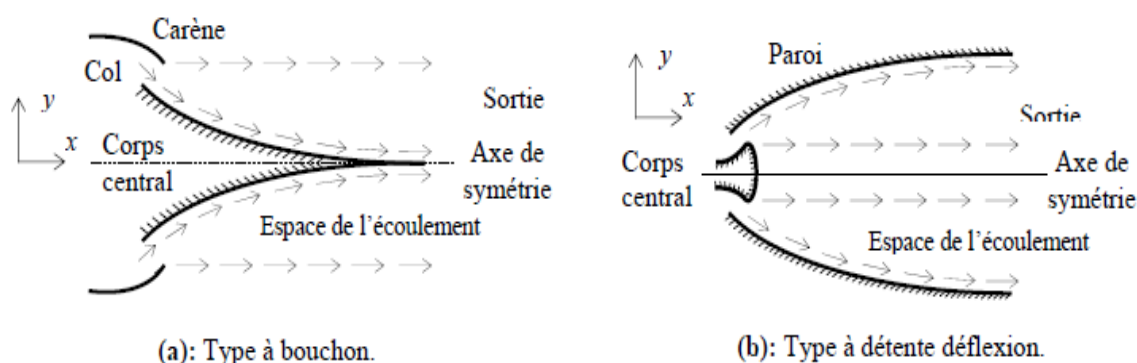 Carène
Col
y
x
Sortie
Corps
central
Axe de
symétrie
Espace de l'écoulement
(a): Type à bouchon.
y
x
Paroi
Sortie
Corps
central
Axe de
symétrie
Espace de l'écoulement
(b): Type à détente déflexion.